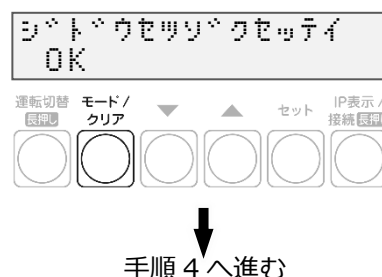 ｼﾞﾄﾞｳｾﾂｿﾞｸｾｯﾃｲ
OK
運転切替 モード/ ▼ ▲ セット IP表示/
長押し クリア 接続 長押し
手順 4 へ進む